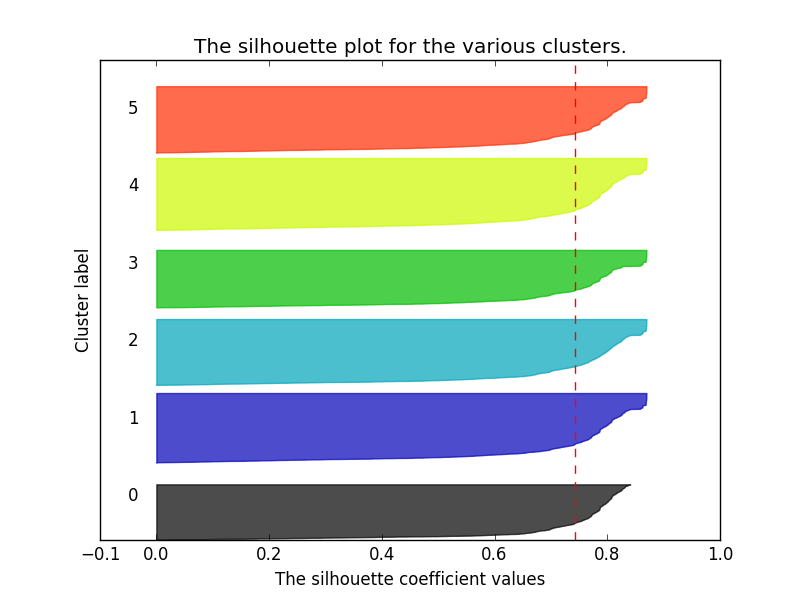 The silhouette plot for the various clusters.
5
4
3
2
1
0
Cluster label
−0.1 0.0 0.2 0.4 0.6 0.8 1.0
The silhouette coefficient values